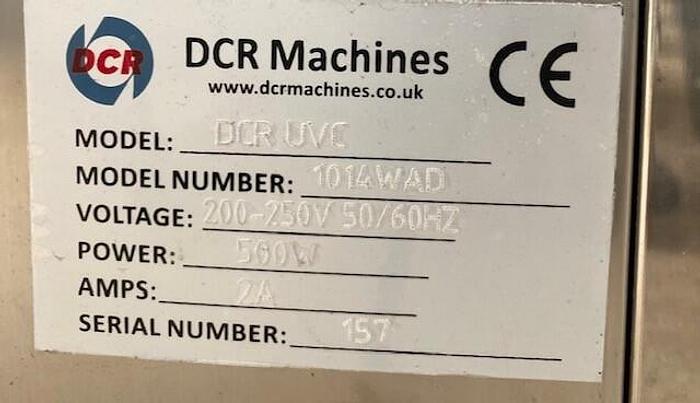 DCR DCR Machines CE
www.dcrmachines.co.uk
MODEL: DCR UVC
MODEL NUMBER: 1014WAD
VOLTAGE: 200-250V 50/60HZ
POWER: 500W
AMPS: 2A
SERIAL NUMBER: 157